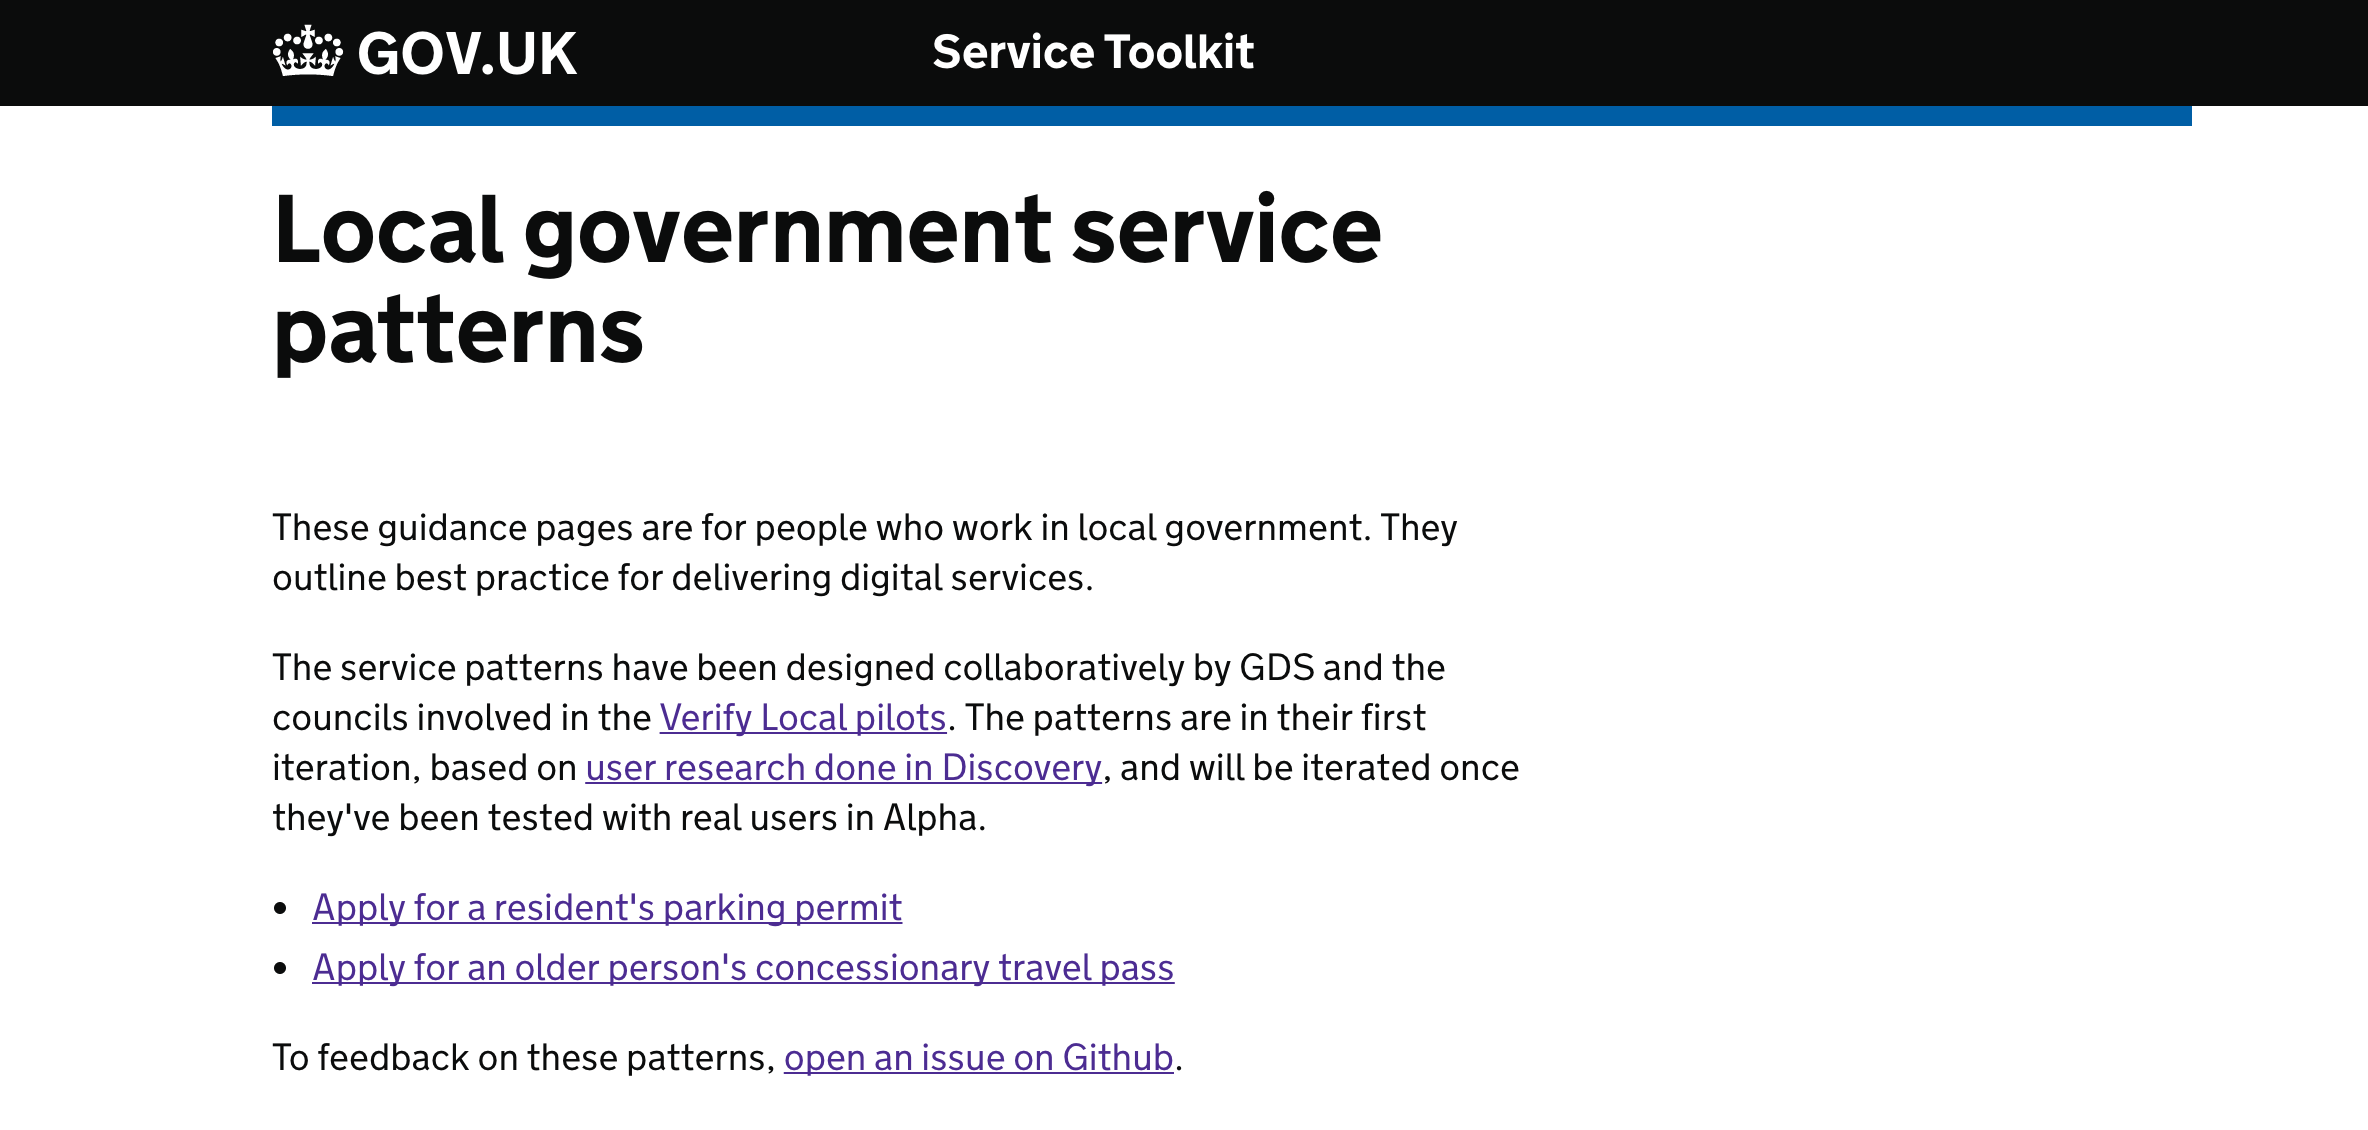 GOV.UK
Service Toolkit
Local government service
patterns
These guidance pages are for people who work in local government. They
outline best practice for delivering digital services.
The service patterns have been designed collaboratively by GDS and the
councils involved in the Verify Local pilots. The patterns are in their first
iteration, based on user research done in Discovery, and will be iterated once
they've been tested with real users in Alpha.
Apply for a resident's parking permit
Apply for an older person's concessionary travel pass
To feedback on these patterns, open an issue on Github.